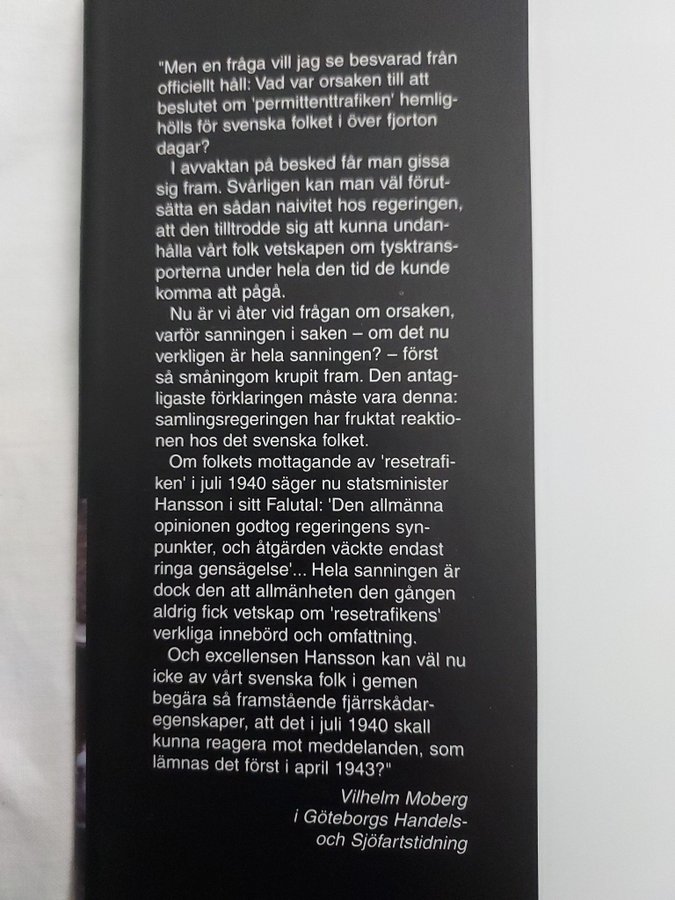 "Men en fråga vill jag se besvarad från
officiellt håll: Vad var orsaken till att
beslutet om 'permittenttrafiken' hemlig-
hölls för svenska folket i över fjorton
dagar?
I avvaktan på besked får man gissa
sig fram. Svårligen kan man väl förut-
sätta en sådan naivitet hos regeringen,
att den tilltrodde sig att kunna undan-
hålla vårt folk vetskapen om tysktrans-
porterna under hela den tid de kunde
komma att pågå.
Nu är vi åter vid frågan om orsaken,
varför sanningen i saken – om det nu
verkligen är hela sanningen? – först
så småningom krupit fram. Den antag-
ligaste förklaringen måste vara denna:
samlingsregeringen har fruktat reaktio-
nen hos det svenska folket.
Om folkets mottagande av 'resetrafi-
ken' i juli 1940 säger nu statsminister
Hansson i sitt Falutal: 'Den allmänna
opinionen godtog regeringens syn-
punkter, och åtgärden väckte endast
ringa gensägelse'... Hela sanningen är
dock den att allmänheten den gången
aldrig fick vetskap om 'resetrafikens'
verkliga innebörd och omfattning.
Och excellensen Hansson kan väl nu
icke av vårt svenska folk i gemen
begära så framstående fjärrskådar-
egenskaper, att det i juli 1940 skall
kunna reagera mot meddelanden, som
lämnas det först i april 1943?"
Vilhelm Moberg
i Göteborgs Handels-
och Sjöfartstidning